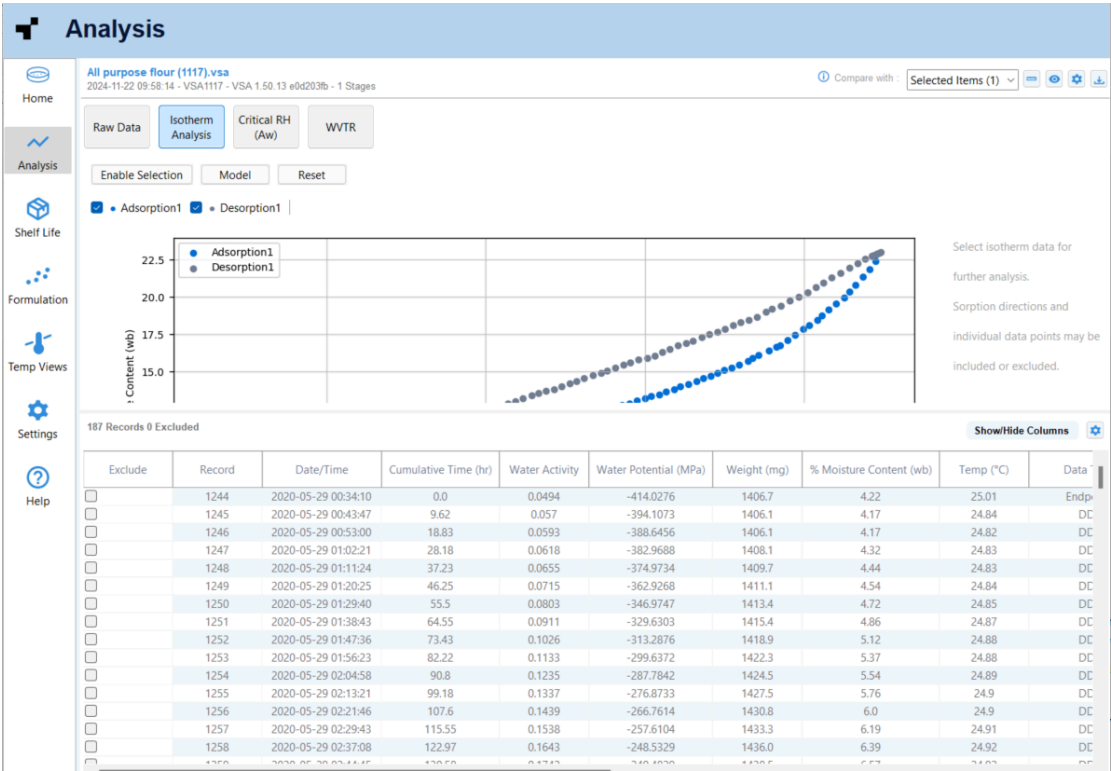 Analysis
Home
Analysis
Shelf Life
Formulation
Temp Views
Settings
Help
All purpose flour (1117).vsa
2024-11-22 09:58:14 - VSA1117 - VSA 1.50.13 e0d203fb - 1 Stages
Compare with : Selected Items (1)
Raw Data
Isotherm Analysis
Critical RH (Aw)
WVTR
Enable Selection Model Reset
Adsorption1 Desorption1
Adsorption1
Desorption1
22.5
20.0
17.5
15.0
Content (wb)
Select isotherm data for
further analysis.
Sorption directions and
individual data points may be
included or excluded.
187 Records 0 Excluded
Show/Hide Columns
Exclude Record Date/Time Cumulative Time (hr) Water Activity Water Potential (MPa) Weight (mg) % Moisture Content (wb) Temp (°C) Data
1244 2020-05-29 00:34:10 0.0 0.0494 -414.0276 1406.7 4.22 25.01 Endp
1245 2020-05-29 00:43:47 9.62 0.057 -394.1073 1406.1 4.17 24.84 DD
1246 2020-05-29 00:53:00 18.83 0.0593 -388.6456 1406.1 4.17 24.82 DD
1247 2020-05-29 01:02:21 28.18 0.0618 -382.9688 1408.1 4.32 24.83 DD
1248 2020-05-29 01:11:24 37.23 0.0655 -374.9734 1409.7 4.44 24.83 DD
1249 2020-05-29 01:20:25 46.25 0.0715 -362.9268 1411.1 4.54 24.84 DD
1250 2020-05-29 01:29:40 55.5 0.0803 -346.9747 1413.4 4.72 24.85 DD
1251 2020-05-29 01:38:43 64.55 0.0911 -329.6303 1415.4 4.86 24.87 DD
1252 2020-05-29 01:47:36 73.43 0.1026 -313.2876 1418.9 5.12 24.88 DD
1253 2020-05-29 01:56:23 82.22 0.1133 -299.6372 1422.3 5.37 24.88 DD
1254 2020-05-29 02:04:58 90.8 0.1235 -287.7842 1424.5 5.54 24.89 DD
1255 2020-05-29 02:13:21 99.18 0.1337 -276.8733 1427.5 5.76 24.9 DD
1256 2020-05-29 02:21:46 107.6 0.1439 -266.7614 1430.8 6.0 24.9 DD
1257 2020-05-29 02:29:43 115.55 0.1538 -257.6104 1433.3 6.19 24.91 DD
1258 2020-05-29 02:37:08 122.97 0.1643 -248.5329 1436.0 6.39 24.92 DD